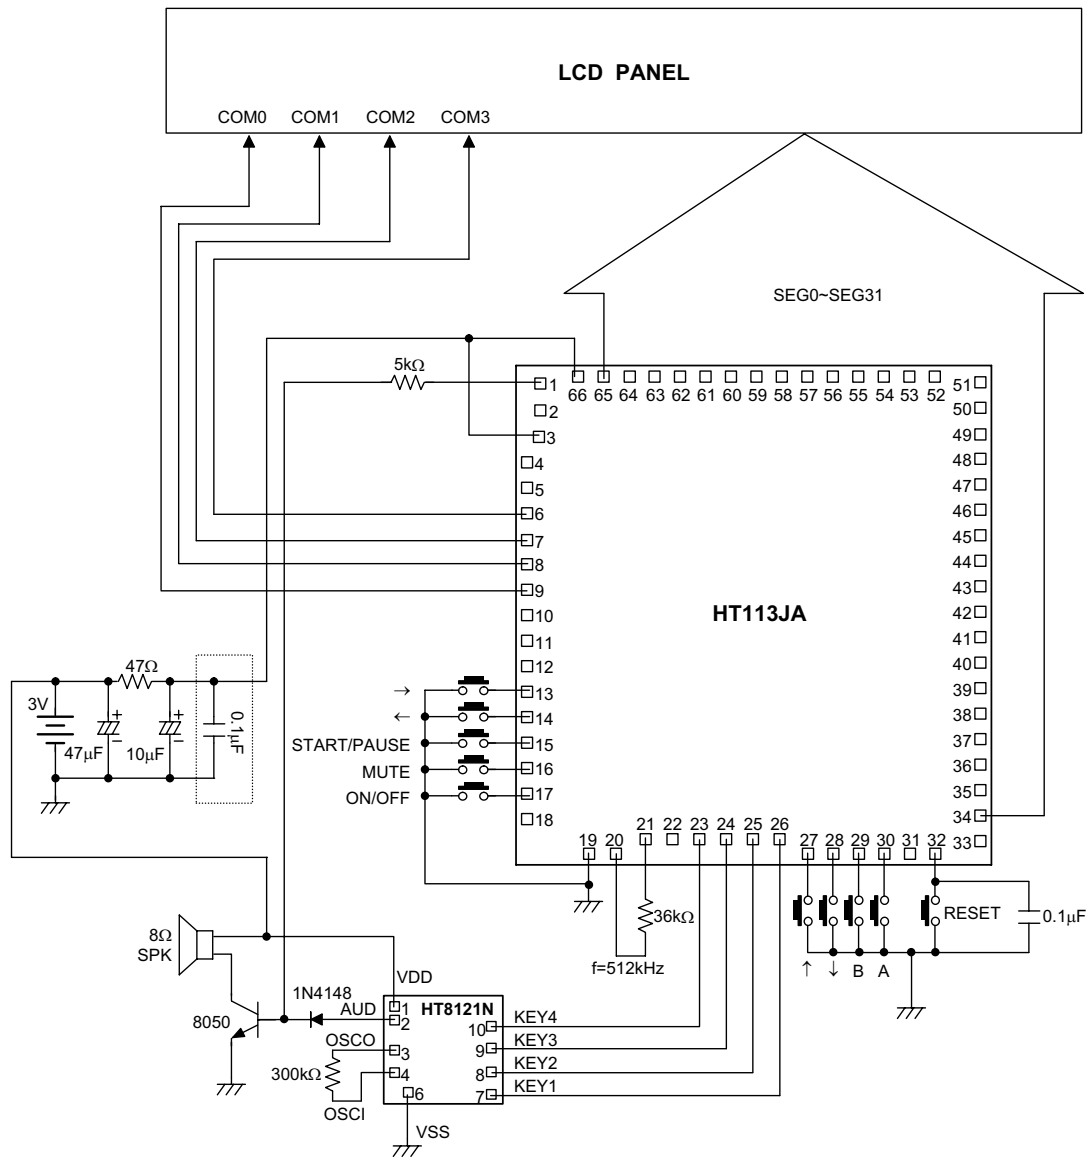 LCD PANEL
COM0 COM1 COM2 COM3
SEG0~SEG31
5kΩ
1
2
3
4
5
6
7
8
9
10
11
12
13
14
15
16
17
18
66 65 64 63 62 61 60 59 58 57 56 55 54 53 52
51
50
49
48
47
46
45
44
43
42
41
40
39
38
37
36
35
34
33
HT113JA
→
←
START/PAUSE
MUTE
ON/OFF
47Ω
3V
+
+
−
−
47μF
10μF
0.1μF
19 20 21 22 23 24 25 26 27 28 29 30 31 32
36kΩ
f=512kHz
RESET
0.1μF
↑ ↓ B A
8Ω
SPK
VDD
1N4148
AUD
8050
OSCO
300kΩ
OSCI
HT8121N
1
2
3
4
6
10
9
8
7
KEY4
KEY3
KEY2
KEY1
VSS